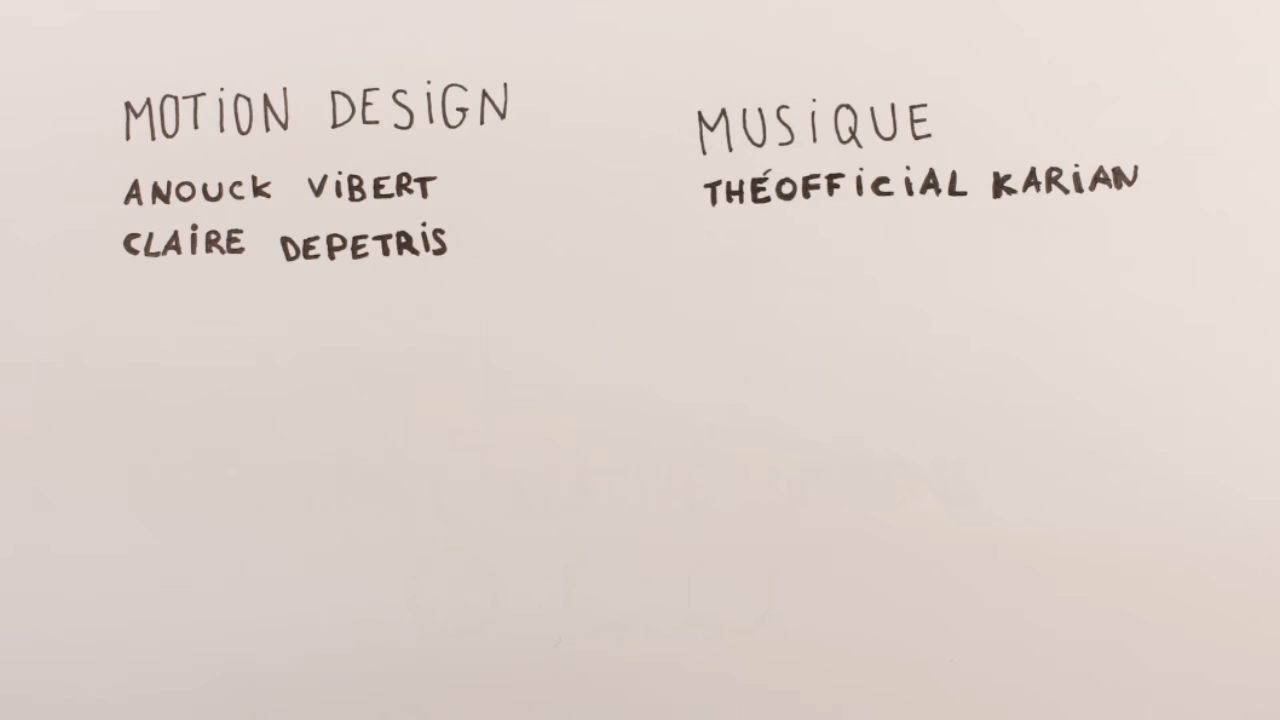 MOTiON DESiGN
ANOUCK ViBERT
CLAiRE DEPETRiS
MUSiQUE
THÉOFFiCiAL KARiAN